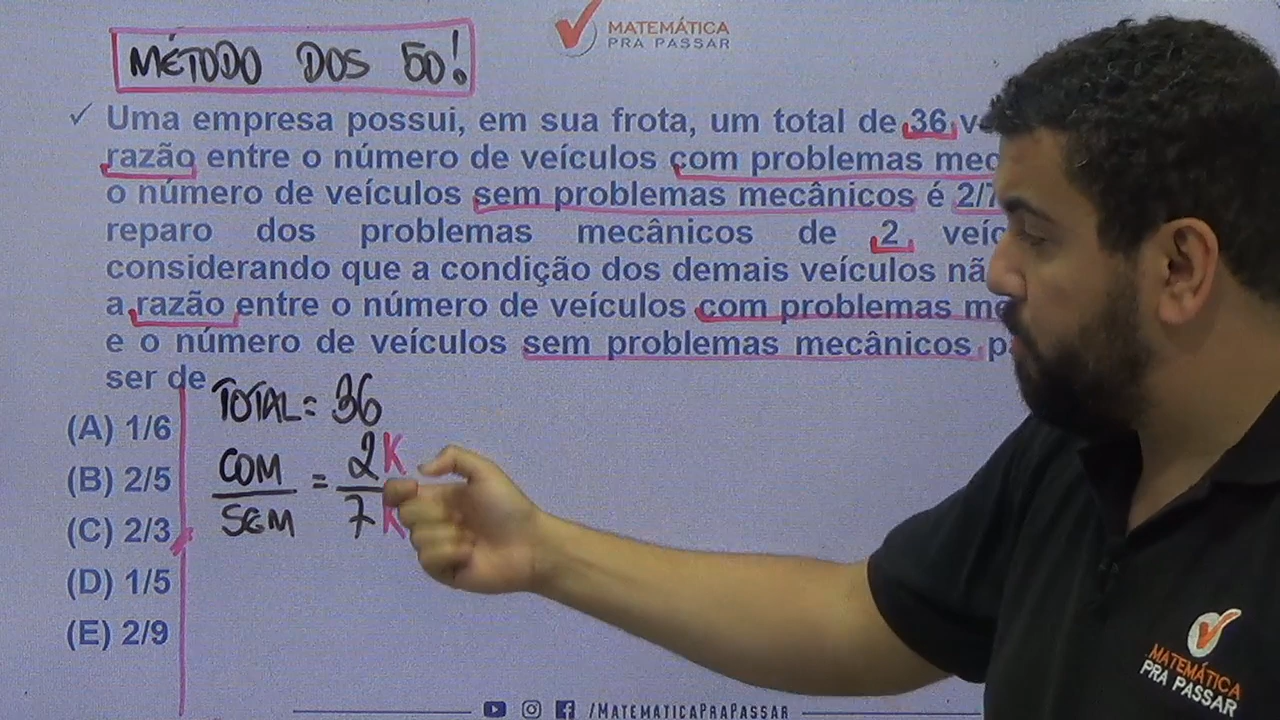 MATEMÁTICA
PRA PASSAR
MÉTODO DOS 50!
Uma empresa possui, em sua frota, um total de 36
razão entre o número de veículos com problemas
o número de veículos sem problemas mecânicos é 2/7
reparo dos problemas mecânicos de 2
considerando que a condição dos demais veículos
a razão entre o número de veículos com problemas
e o número de veículos sem problemas mecânicos
ser de
TOTAL = 36
(A) 1/6
(B) 2/5
(C) 2/3
(D) 1/5
(E) 2/9
COM = 2K
SEM 7K
MATEMÁTICA
PRA PASSAR
/MATEMATICAPRAPASSAR